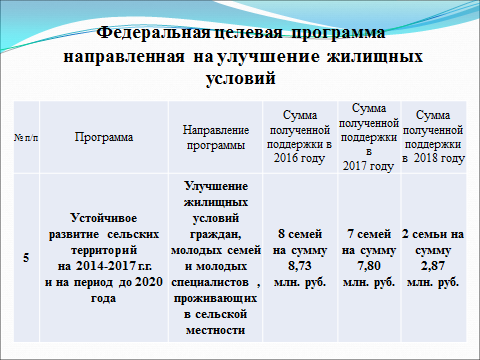 Федеральная целевая программа
направленная на улучшение жилищных
условий
№ п/п
Программа
Направление
программы
Сумма
полученной
поддержки в
2016 году
Сумма
полученной
поддержки
в
2017 году
Сумма
полученной
поддержки
в 2018 году
5
Устойчивое
развитие сельских
территорий
на 2014-2017 г.г.
и на период до 2020
года
Улучшение
жилищных
условий
граждан,
молодых семей
и молодых
специалистов ,
проживающих
в сельской
местности
8 семей
на сумму
8,73
млн. руб.
7 семей
на сумму
7,80
млн. руб.
2 семьи на
сумму
2,87
млн. руб.